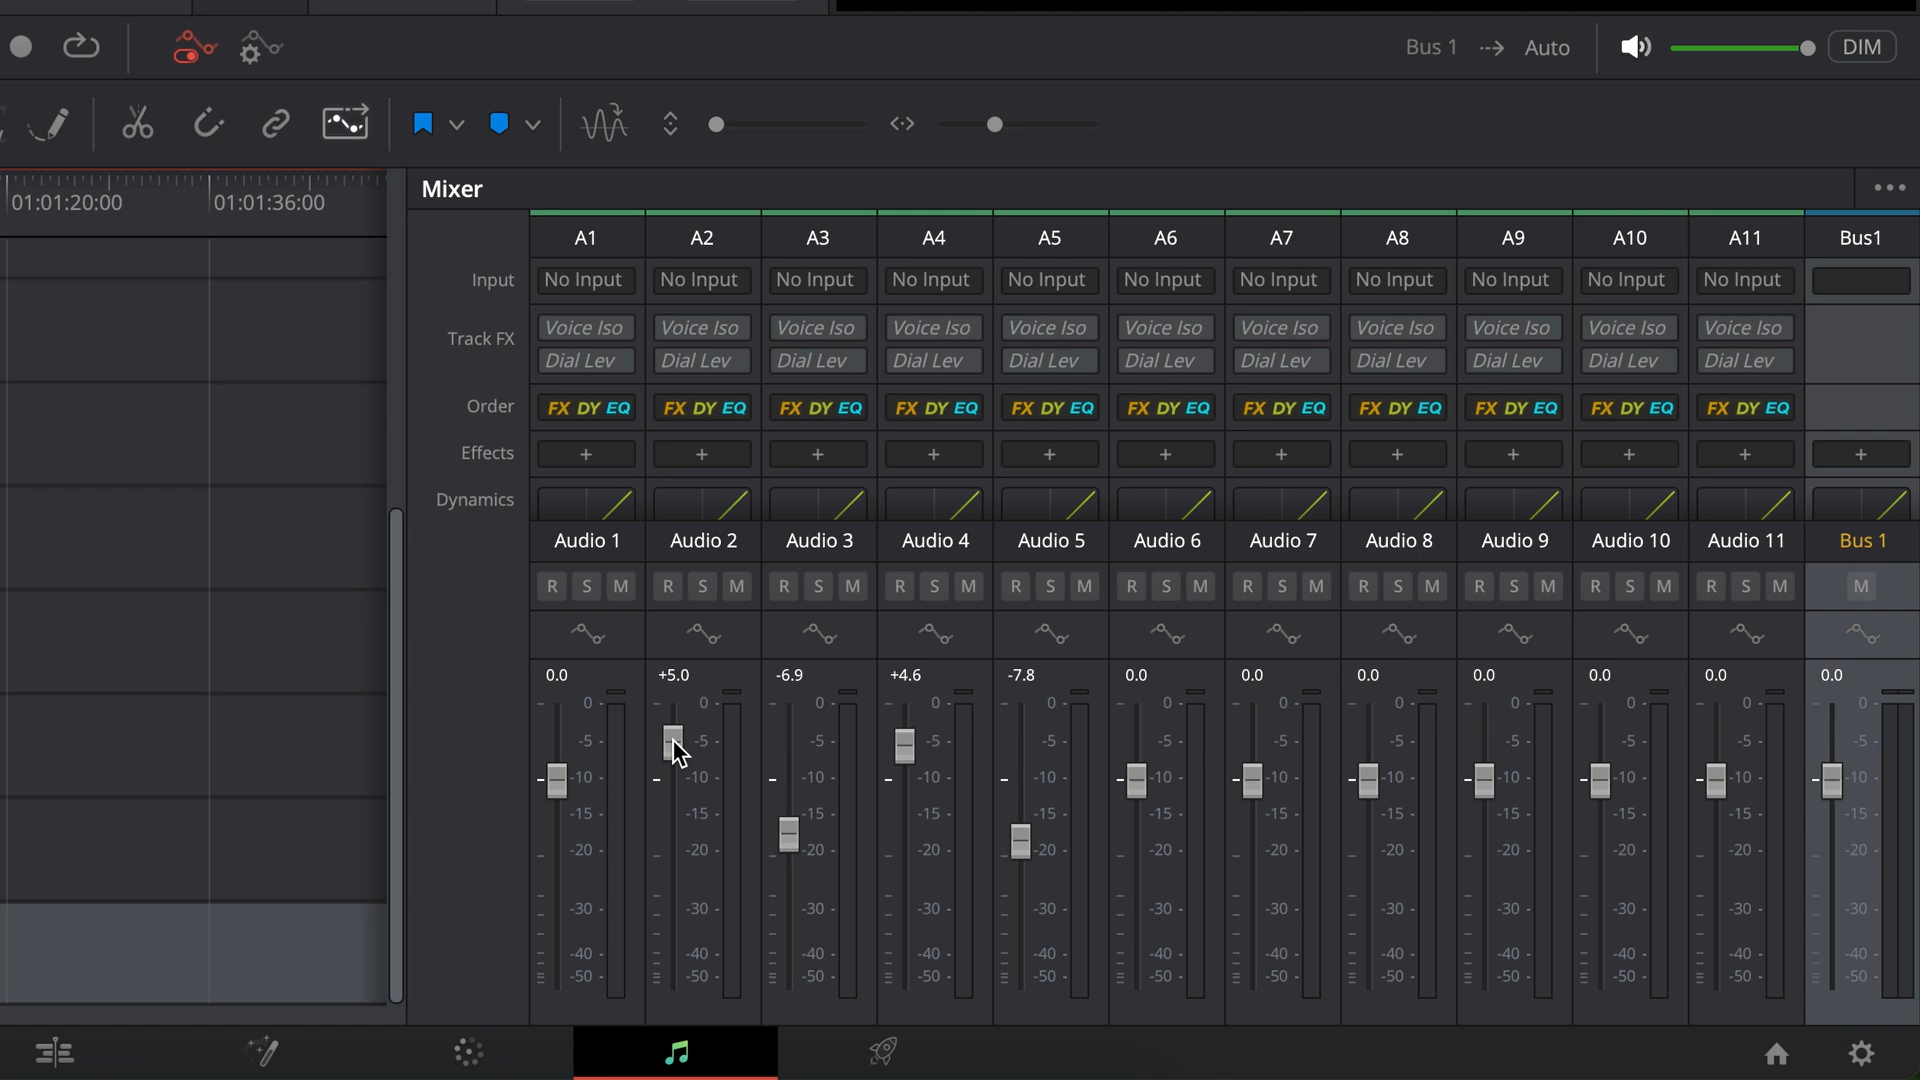 Bus 1 Auto DIM
01:01:20:00 01:01:36:00
Mixer
A1 A2 A3 A4 A5 A6 A7 A8 A9 A10 A11 Bus1
Input No Input No Input No Input No Input No Input No Input No Input No Input No Input No Input No Input
Track FX
Voice Iso Voice Iso Voice Iso Voice Iso Voice Iso Voice Iso Voice Iso Voice Iso Voice Iso Voice Iso Voice Iso
Dial Lev Dial Lev Dial Lev Dial Lev Dial Lev Dial Lev Dial Lev Dial Lev Dial Lev Dial Lev Dial Lev
Order FX DY EQ FX DY EQ FX DY EQ FX DY EQ FX DY EQ FX DY EQ FX DY EQ FX DY EQ FX DY EQ FX DY EQ FX DY EQ
Effects + + + + + + + + + + + +
Dynamics
Audio 1 Audio 2 Audio 3 Audio 4 Audio 5 Audio 6 Audio 7 Audio 8 Audio 9 Audio 10 Audio 11 Bus 1
R S M R S M R S M R S M R S M R S M R S M R S M R S M R S M R S M M
0.0 +5.0 -6.9 +4.6 -7.8 0.0 0.0 0.0 0.0 0.0 0.0 0.0
0 0 0 0 0 0 0 0 0 0 0 0
-5 -5 -5 -5 -5 -5 -5 -5 -5 -5 -5 -5
-10 -10 -10 -10 -10 -10 -10 -10 -10 -10 -10 -10
-15 -15 -15 -15 -15 -15 -15 -15 -15 -15 -15 -15
-20 -20 -20 -20 -20 -20 -20 -20 -20 -20 -20 -20
-30 -30 -30 -30 -30 -30 -30 -30 -30 -30 -30 -30
-40 -40 -40 -40 -40 -40 -40 -40 -40 -40 -40 -40
-50 -50 -50 -50 -50 -50 -50 -50 -50 -50 -50 -50